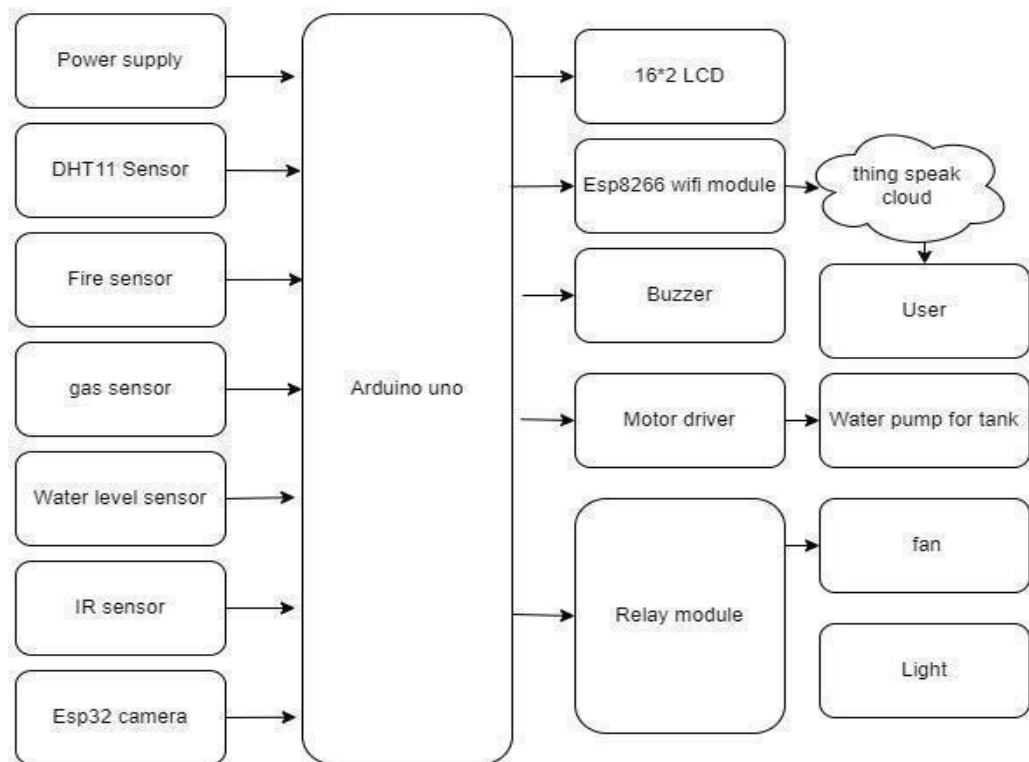 Power supply
DHT11 Sensor
Fire sensor
gas sensor
Water level sensor
IR sensor
Esp32 camera
Arduino uno
16*2 LCD
Esp8266 wifi module
Buzzer
Motor driver
Relay module
thing speak
cloud
User
Water pump for tank
fan
Light